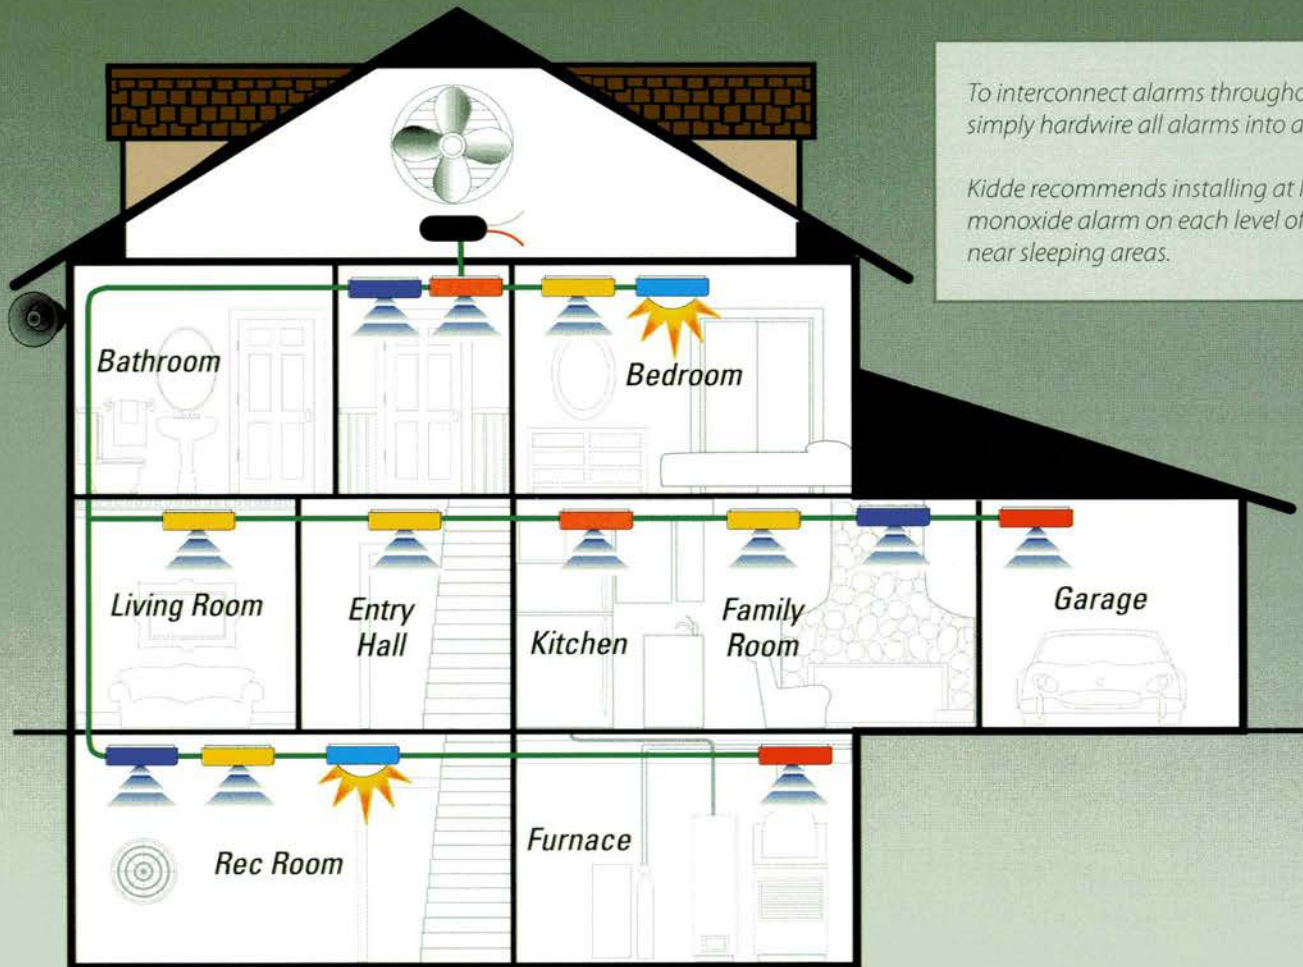 To interconnect alarms
simply hardwire all alarms into
Kidde recommends installing at
monoxide alarm on each level of
near sleeping areas.
Bathroom
Bedroom
Living Room
Entry
Hall
Kitchen
Family
Room
Garage
Rec Room
Furnace